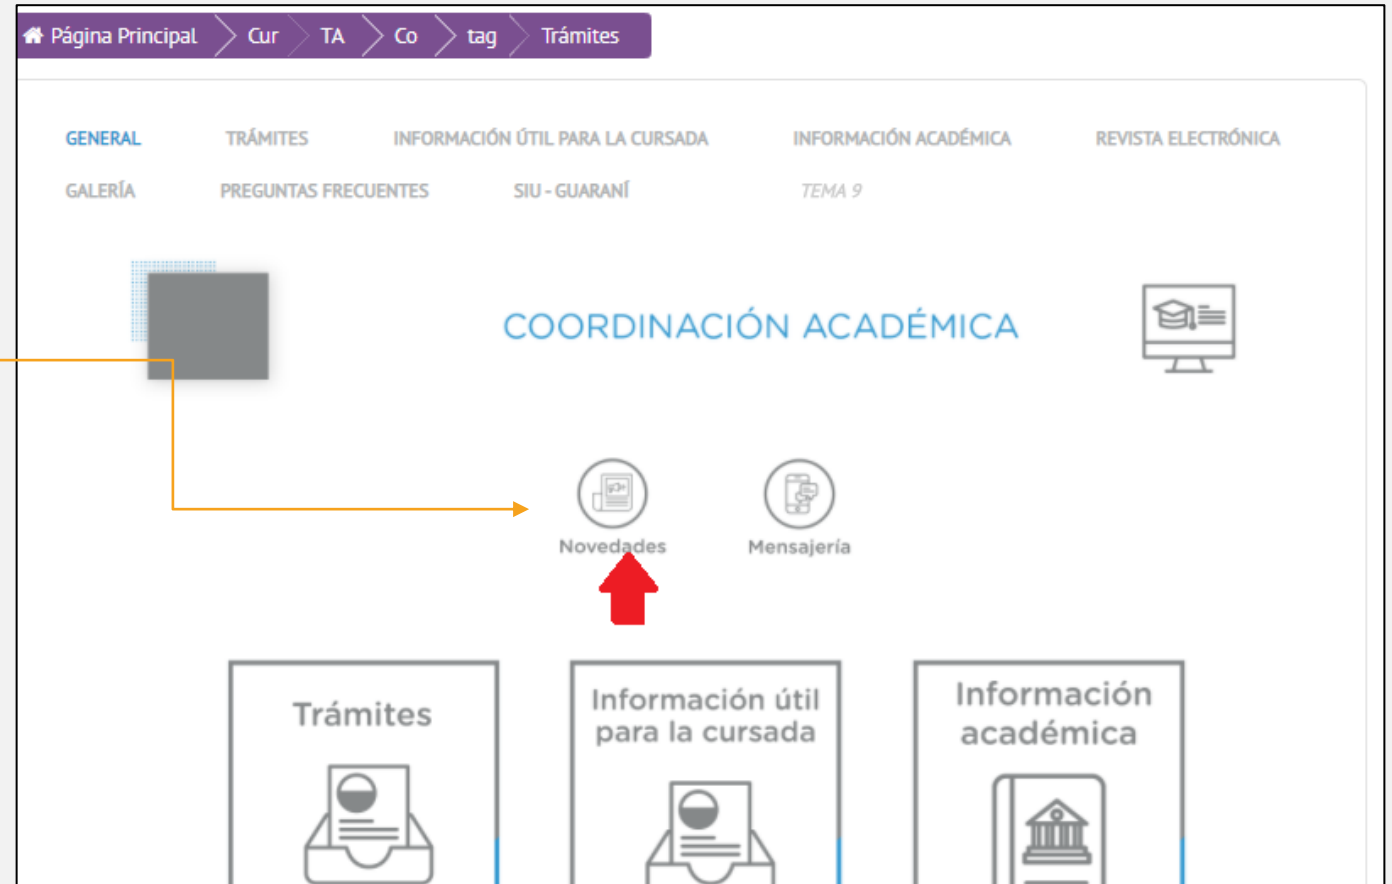 Página Principal Cur TA Co tag Trámites
GENERAL TRÁMITES INFORMACIÓN ÚTIL PARA LA CURSADA INFORMACIÓN ACADÉMICA REVISTA ELECTRÓNICA
GALERÍA PREGUNTAS FRECUENTES SIU - GUARANÍ TEMA 9
COORDINACIÓN ACADÉMICA
Novedades Mensajería
Trámites
Información útil
para la cursada
Información
académica